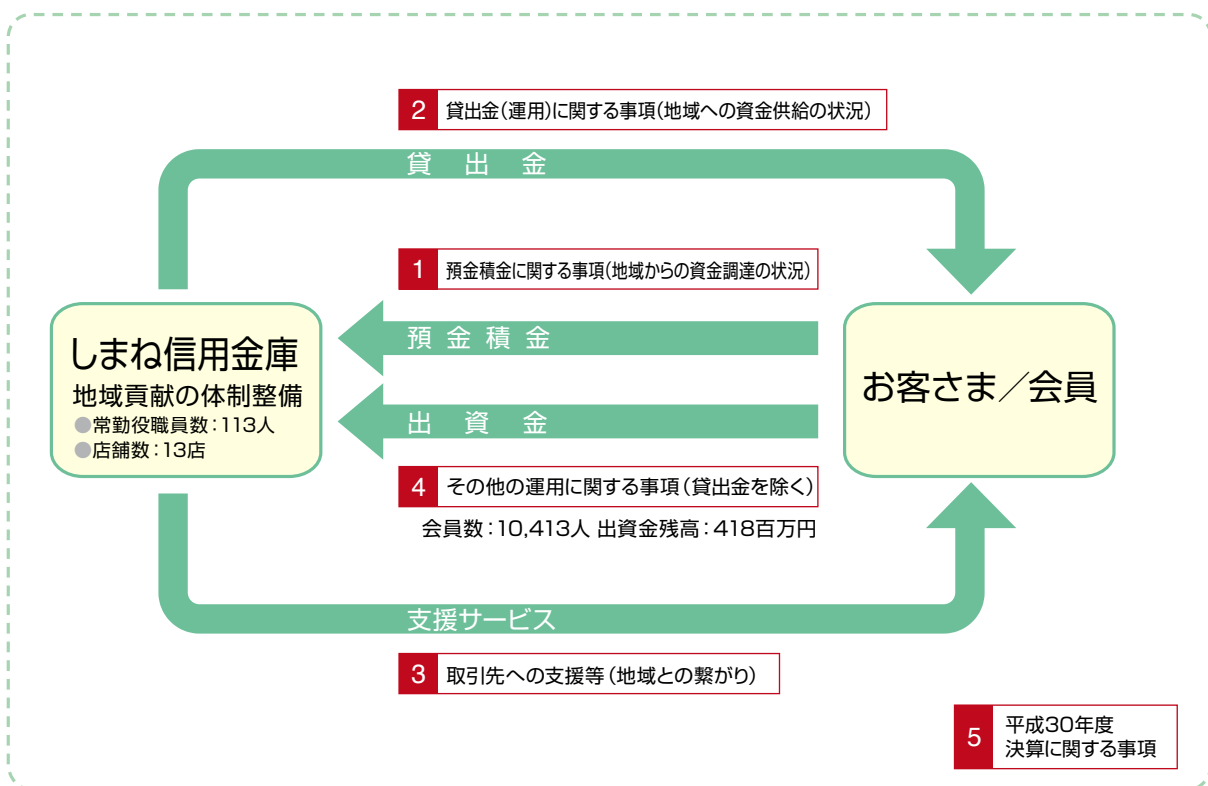 2 貸出金(運用)に関する事項(地域への資金供給の状況)
貸出金
1 預金積金に関する事項(地域からの資金調達の状況)
預金積金
しまね信用金庫
地域貢献の体制整備
●常勤役職員数:113人
●店舗数:13店
お客さま/会員
出資金
4 その他の運用に関する事項(貸出金を除く)
会員数:10,413人 出資金残高:418百万円
支援サービス
3 取引先への支援等(地域との繋がり)
5 平成30年度
決算に関する事項